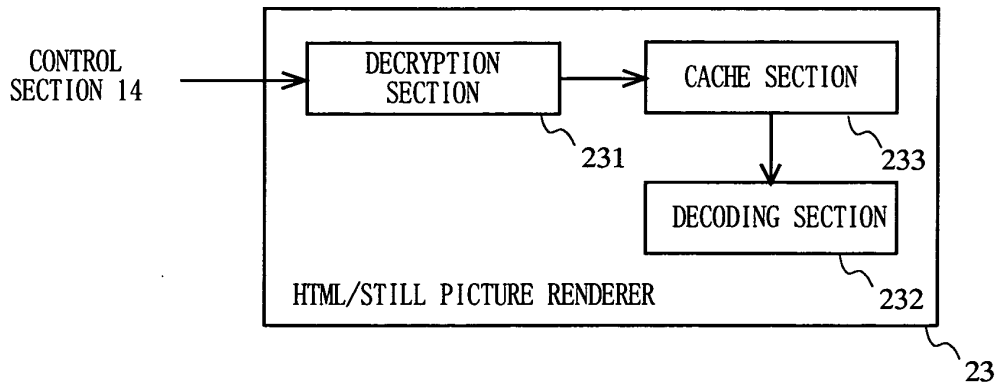 CONTROL
SECTION 14
DECRYPTION
SECTION
231
CACHE SECTION
233
DECODING SECTION
232
HTML/STILL PICTURE RENDERER
23